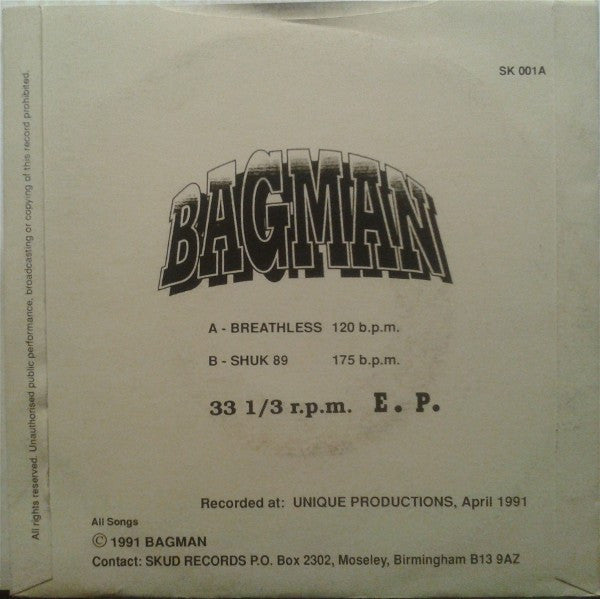 SK 001A
BAGMAN
A - BREATHLESS 120 b.p.m.
B - SHUK 89 175 b.p.m.
33 1/3 r.p.m. E. P.
Recorded at: UNIQUE PRODUCTIONS, April 1991
All Songs
© 1991 BAGMAN
Contact: SKUD RECORDS P.O. Box 2302, Moseley, Birmingham B13 9AZ
All rights reserved. Unauthorised public performance, broadcasting or copying of this record prohibited.